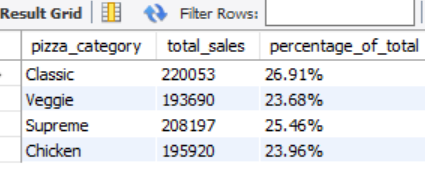 Result Grid Filter Rows:
pizza_category total_sales percentage_of_total
Classic 220053 26.91%
Veggie 193690 23.68%
Supreme 208197 25.46%
Chicken 195920 23.96%